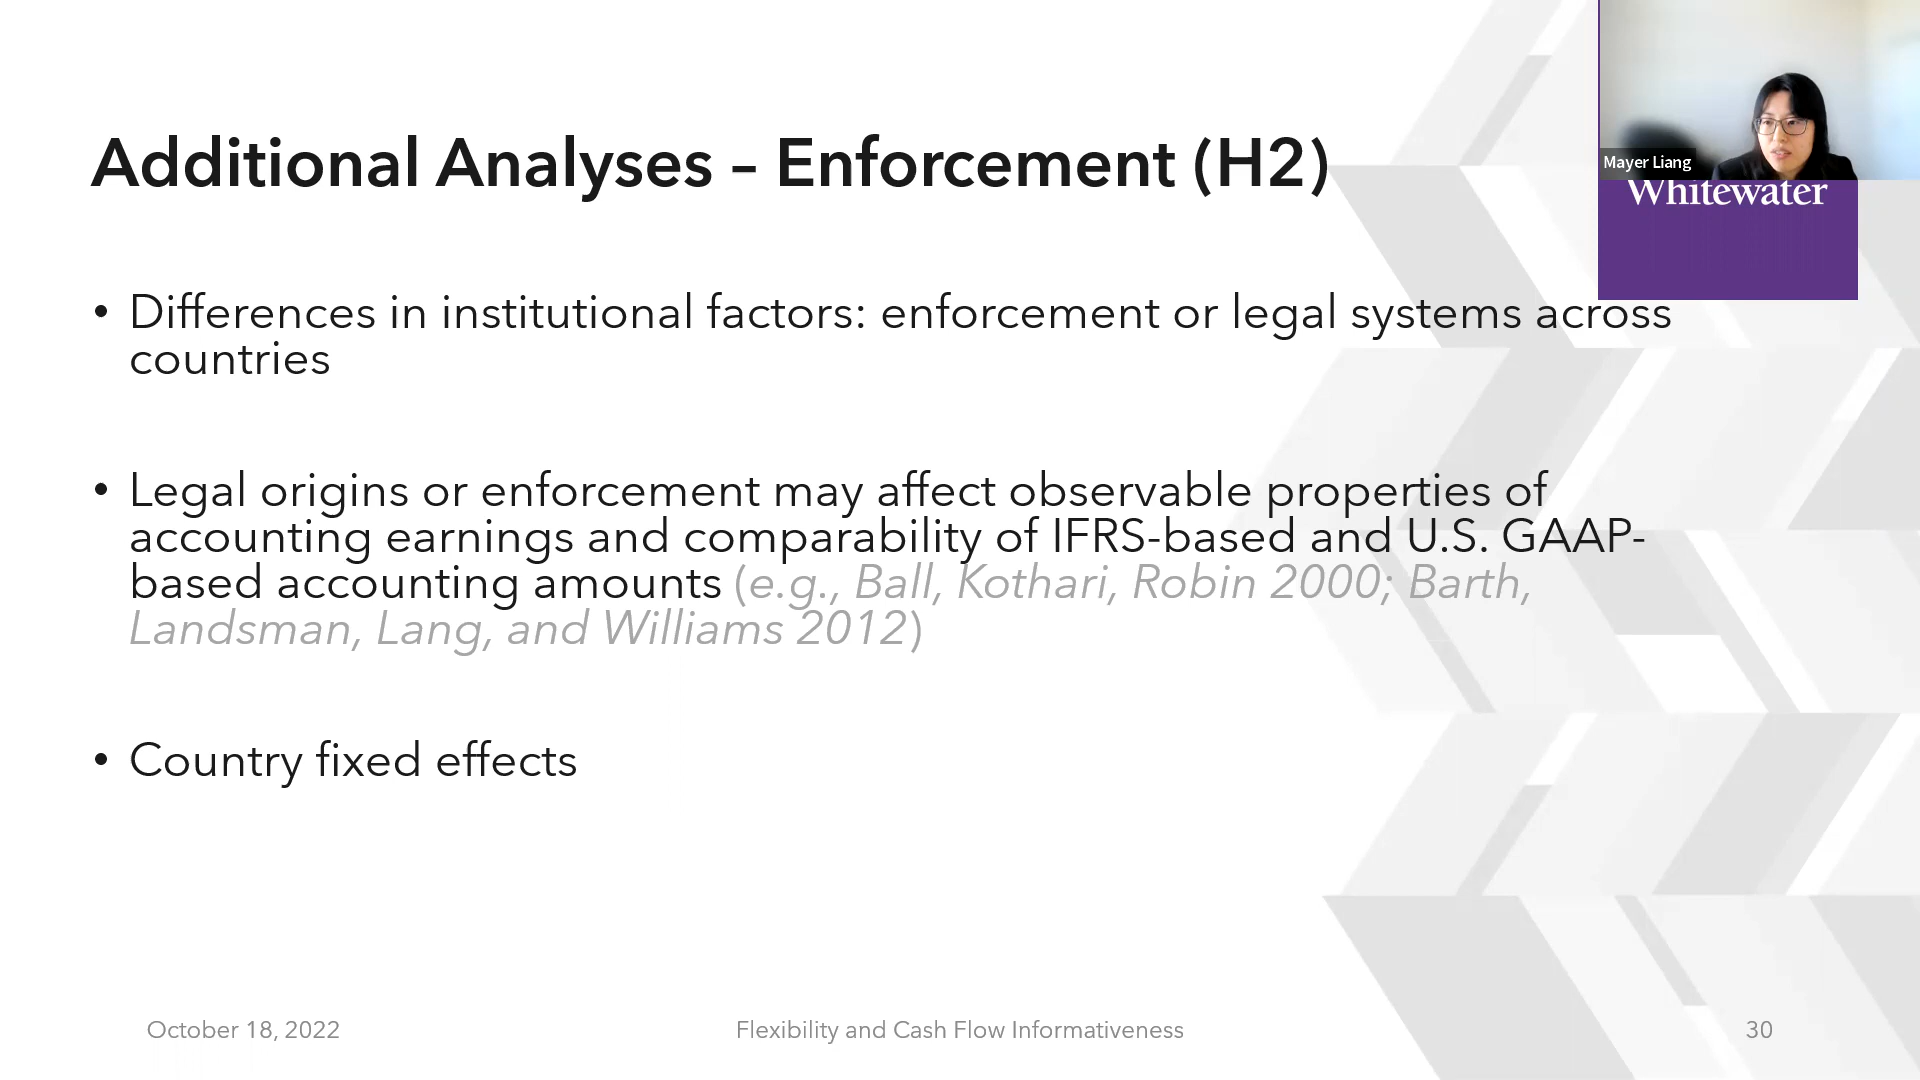 Additional Analyses – Enforcement (H2)
Mayer Liang
Whitewater
• Differences in institutional factors: enforcement or legal systems across
countries
• Legal origins or enforcement may affect observable properties of
accounting earnings and comparability of IFRS-based and U.S. GAAP-
based accounting amounts (e.g., Ball, Kothari, Robin 2000; Barth,
Landsman, Lang, and Williams 2012)
• Country fixed effects
October 18, 2022
Flexibility and Cash Flow Informativeness
30